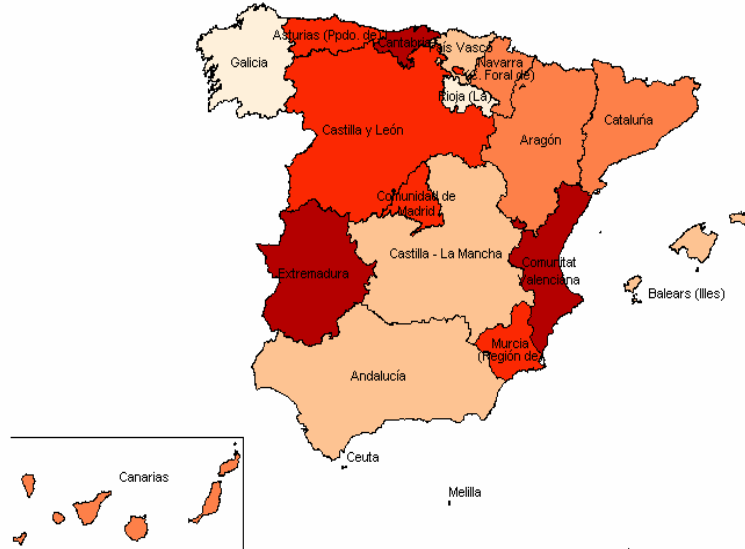 Asturias (Ppdo. de)
Cantabria
País Vasco
Galicia
Navarra
(C. Foral de)
Rioja (La)
Cataluña
Castilla y León
Aragón
Comunidad de
Madrid
Castilla - La Mancha
Comunitat
Valenciana
Extremadura
Balears (Illes)
Murcia
(Región de
Andalucía
Ceuta
Canarias
Melilla